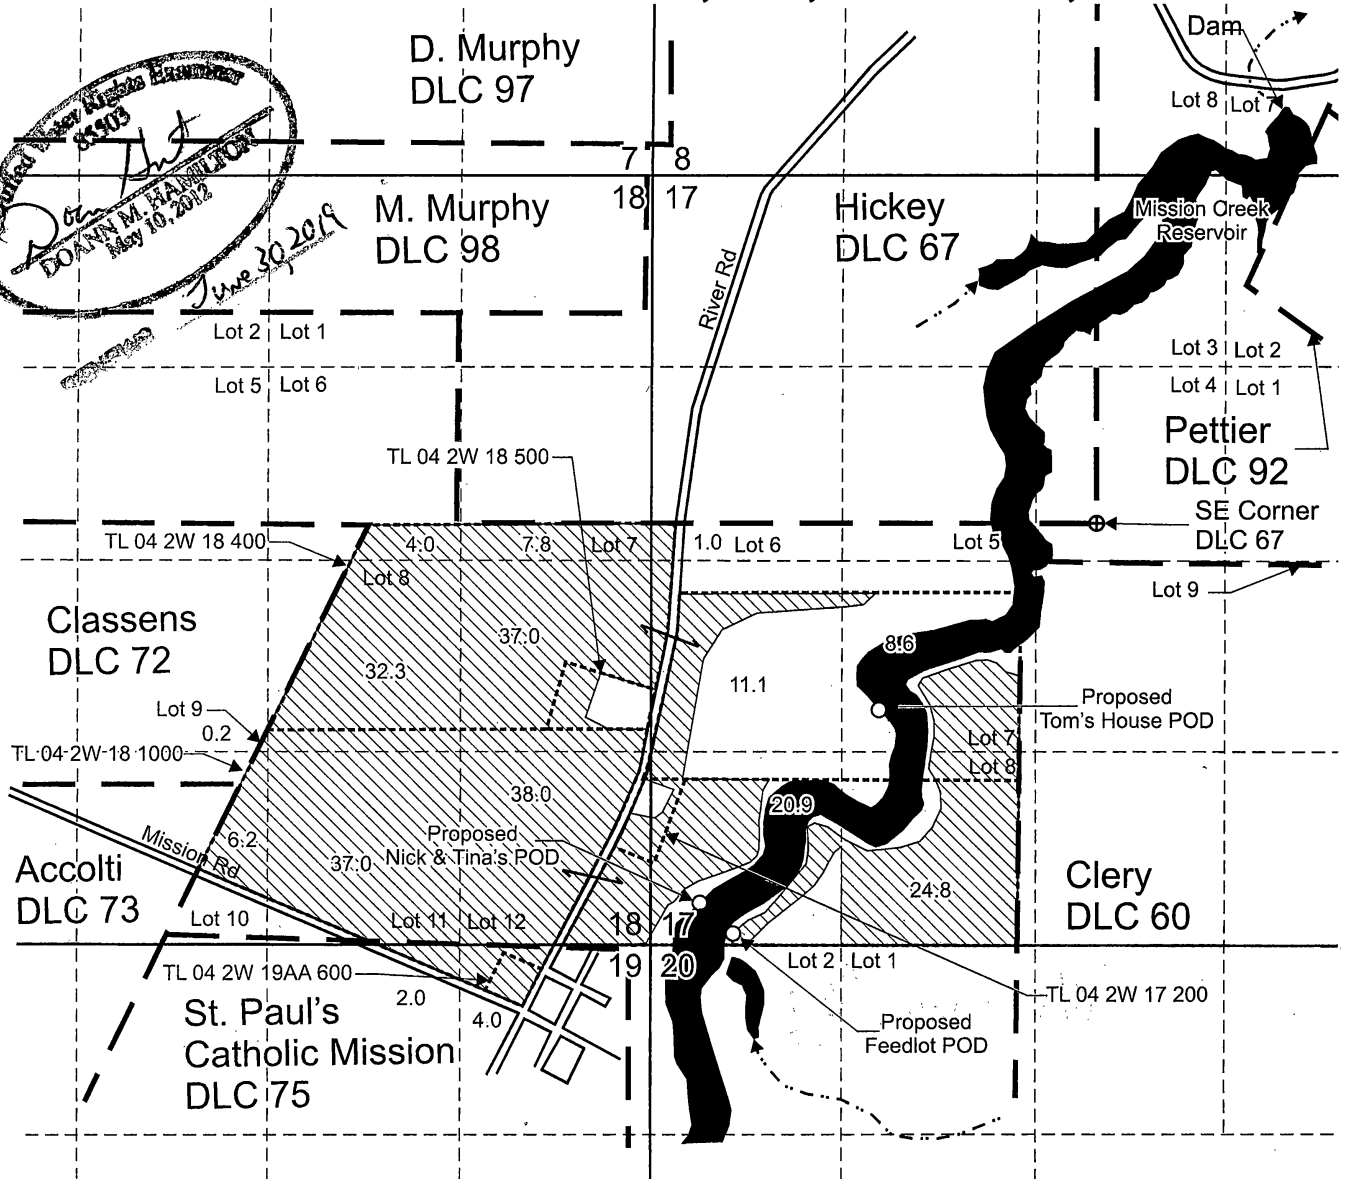 Dam
D. Murphy
DLC 97
Lot 8
Lot 7
Water Rights Examiner
DOANN M. HAMILTON
May 10, 2012
June 30, 2019
7
8
18
17
M. Murphy
DLC 98
Hickey
DLC 67
Mission Creek
Reservoir
River Rd
Lot 2
Lot 1
Lot 5
Lot 6
Lot 3
Lot 2
Lot 4
Lot 1
Pettier
DLC 92
TL 04 2W 18 500
SE Corner
DLC 67
TL 04 2W 18 400
4.0
7.8
Lot 7
1.0
Lot 6
Lot 5
Lot 8
Lot 9
Classens
DLC 72
37.0
32.3
8.6
11.1
Proposed
Tom's House POD
Lot 9
0.2
Lot 7
TL 04 2W 18 1000
Lot 8
38.0
20.9
Mission Rd
6.2
37.0
Proposed
Nick & Tina's POD
Accolti
DLC 73
24.8
Clery
DLC 60
Lot 10
Lot 11
Lot 12
18
17
19
20
Lot 2
Lot 1
TL 04 2W 19AA 600
2.0
4.0
TL 04 2W 17 200
St. Paul's
Catholic Mission
DLC 75
Proposed
Feedlot POD